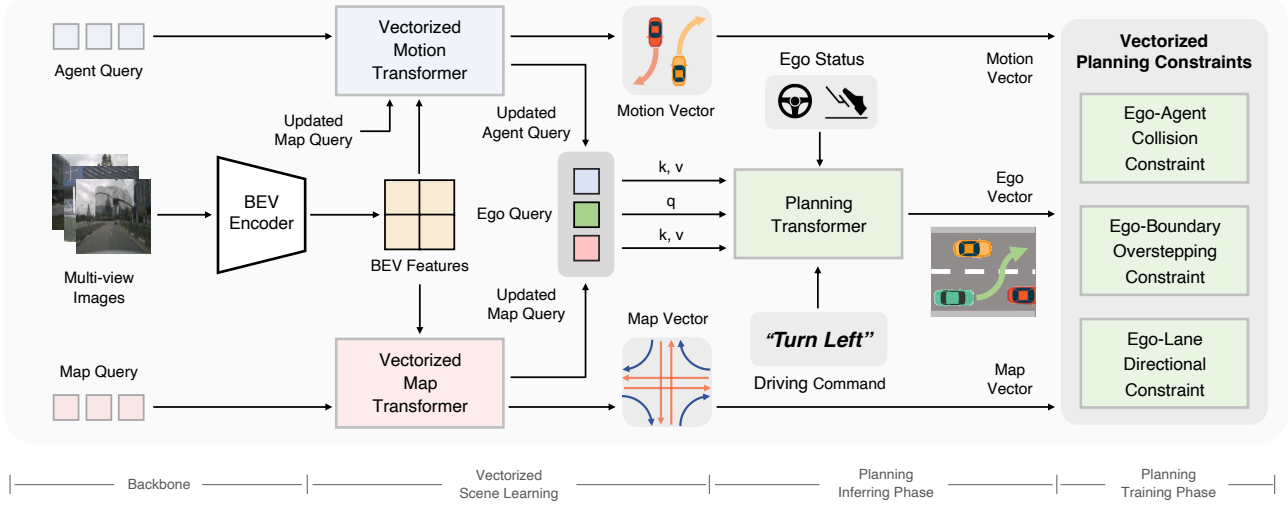 Agent Query
Vectorized
Motion
Transformer
Motion Vector
Ego Status
Motion
Vector
Vectorized
Planning Constraints
Updated
Map Query
Updated
Agent Query
Ego-Agent
Collision
Constraint
Multi-view
Images
BEV
Encoder
BEV Features
Ego Query
k, v
q
k, v
Planning
Transformer
Ego
Vector
Ego-Boundary
Overstepping
Constraint
Updated
Map Query
Map Query
Vectorized
Map
Transformer
Map Vector
“Turn Left”
Driving Command
Map
Vector
Ego-Lane
Directional
Constraint
Backbone
Vectorized
Scene Learning
Planning
Inferring Phase
Planning
Training Phase